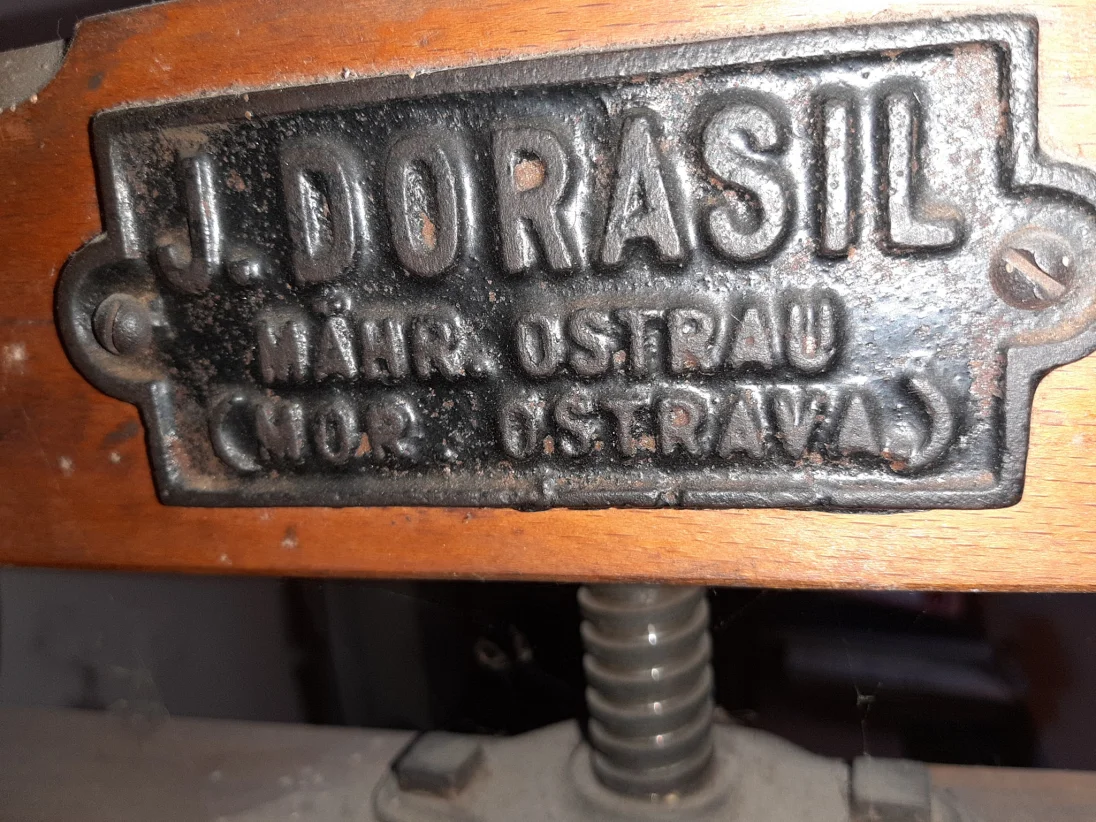 J. DORASIL
MÄHR. OSTRAU
(MOR. OSTRAVA)